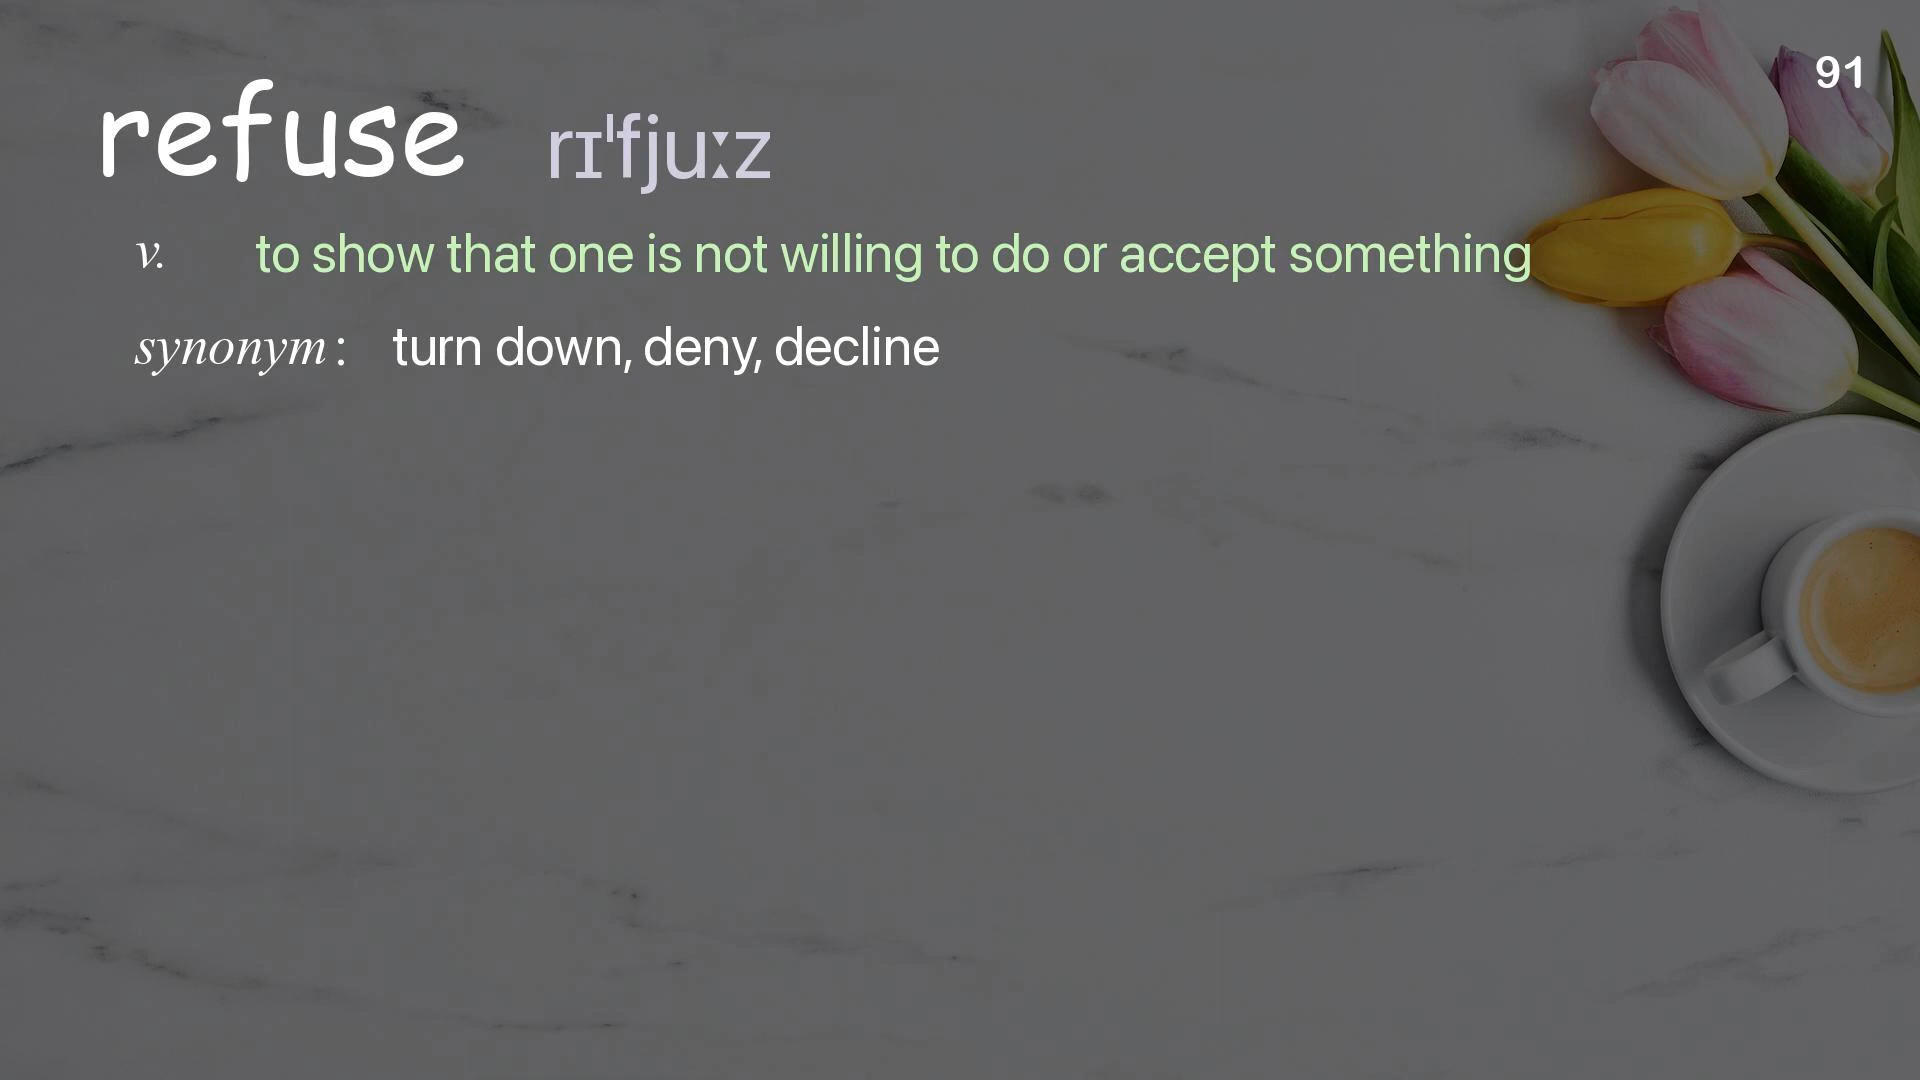 91
refuse rɪˈfjuːz
v. to show that one is not willing to do or accept something
synonym: turn down, deny, decline